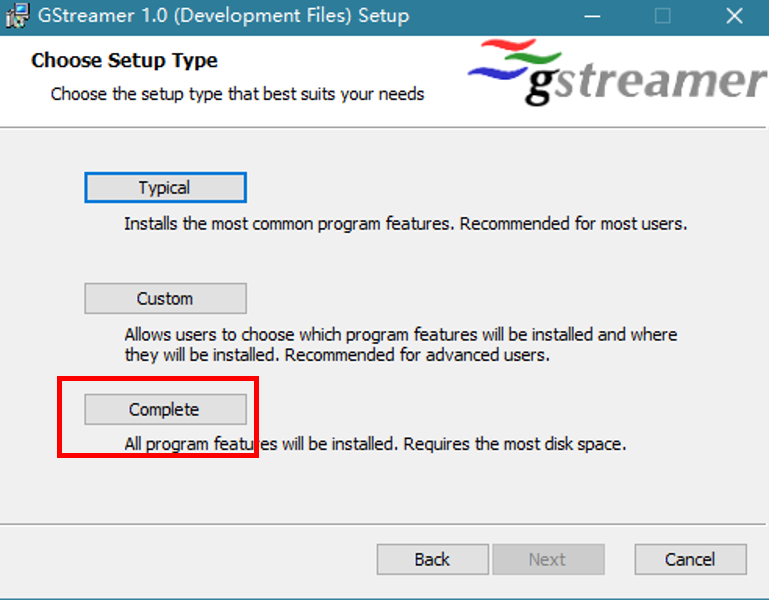 GStreamer 1.0 (Development Files) Setup
Choose Setup Type
Choose the setup type that best suits your needs
gstreamer
Typical
Installs the most common program features. Recommended for most users.
Custom
Allows users to choose which program features will be installed and where
they will be installed. Recommended for advanced users.
Complete
All program features will be installed. Requires the most disk space.
Back
Next
Cancel